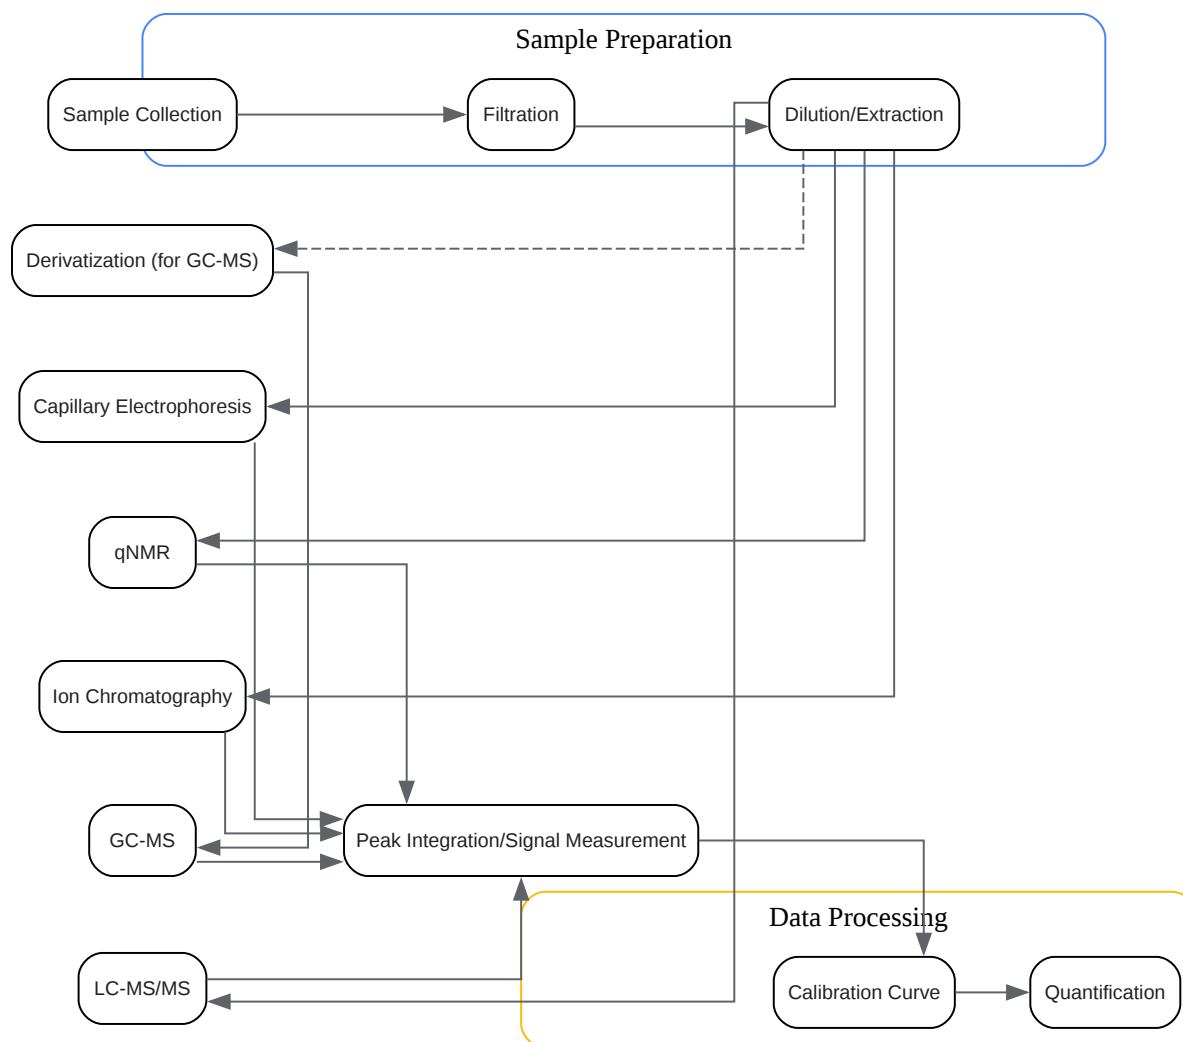 Sample Preparation
Sample Collection
Filtration
Dilution/Extraction
Derivatization (for GC-MS)
Capillary Electrophoresis
qNMR
Ion Chromatography
GC-MS
Peak Integration/Signal Measurement
Data Processing
LC-MS/MS
Calibration Curve
Quantification